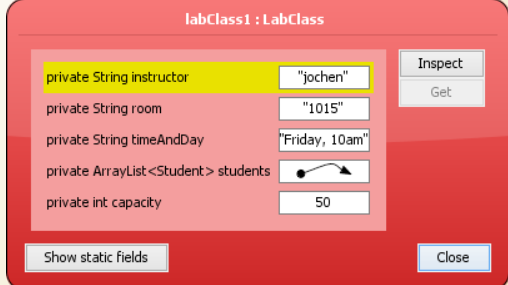 labClass1 : LabClass
private String instructor "jochen"
Inspect
private String room "1015"
Get
private String timeAndDay "Friday, 10am"
private ArrayList<Student> students
private int capacity 50
Show static fields
Close